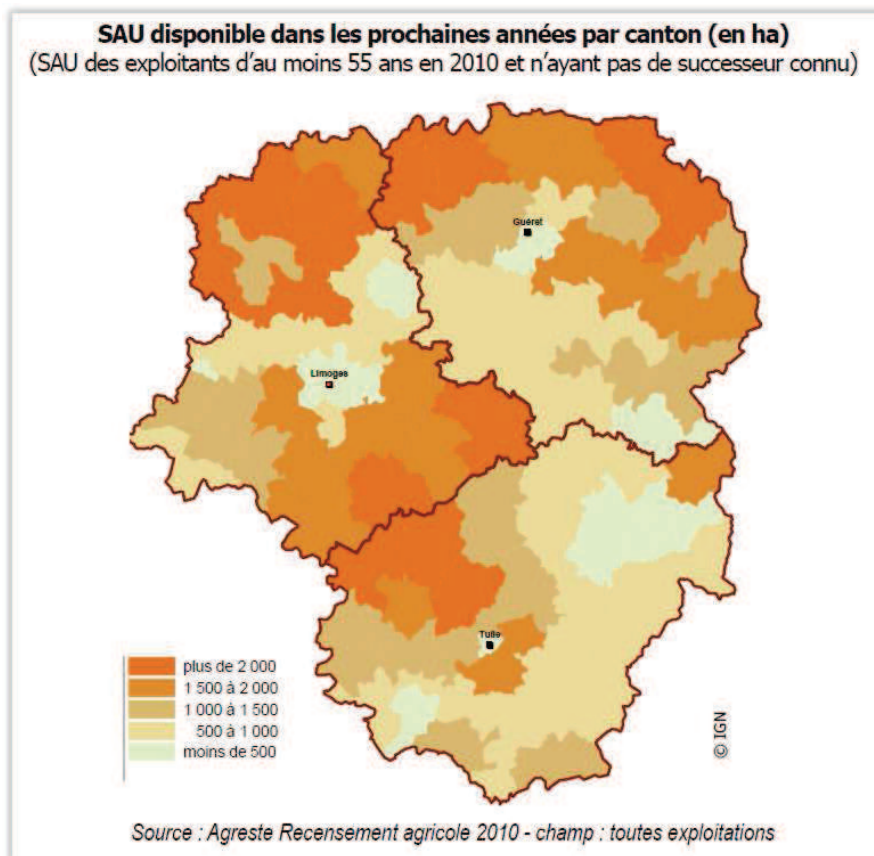 SAU disponible dans les prochaines années par canton (en ha)
(SAU des exploitants d'au moins 55 ans en 2010 et n'ayant pas de successeur connu)
Guéret
Limoges
Tulle
plus de 2 000
1 500 à 2 000
1 000 à 1 500
500 à 1 000
moins de 500
© IGN
Source : Agreste Recensement agricole 2010 - champ : toutes exploitations